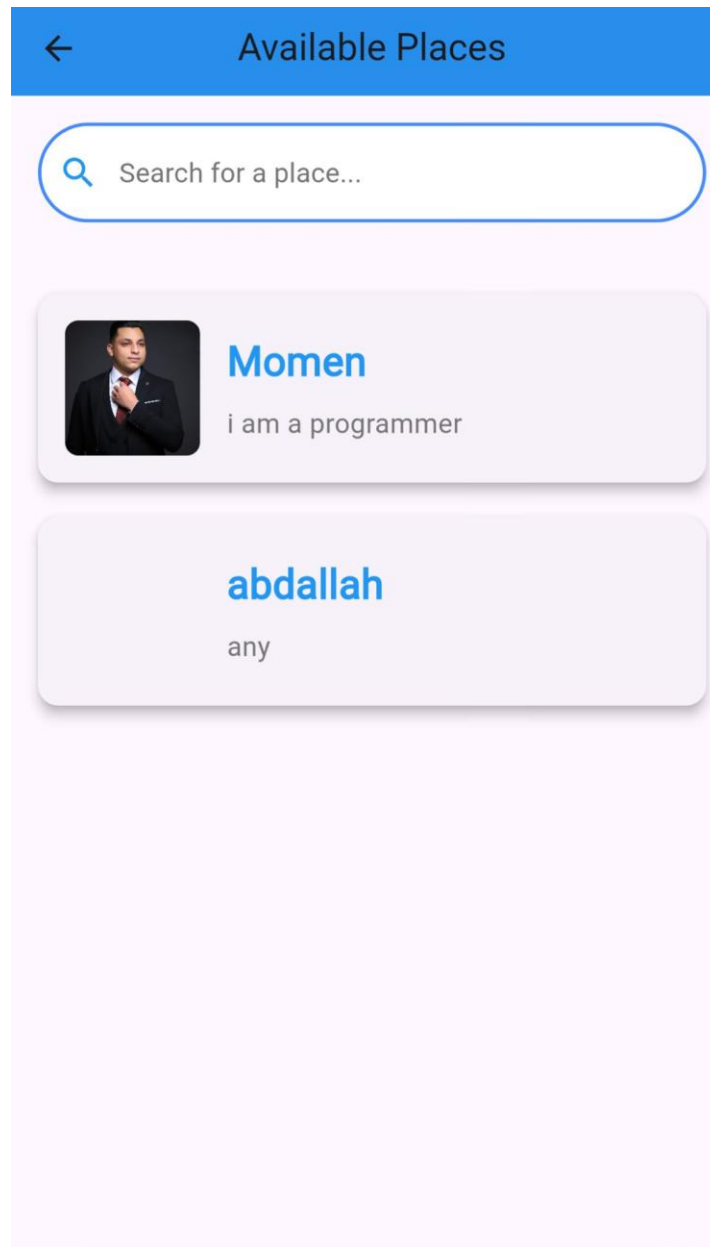 Available Places
Search for a place...
Momen
i am a programmer
abdallah
any